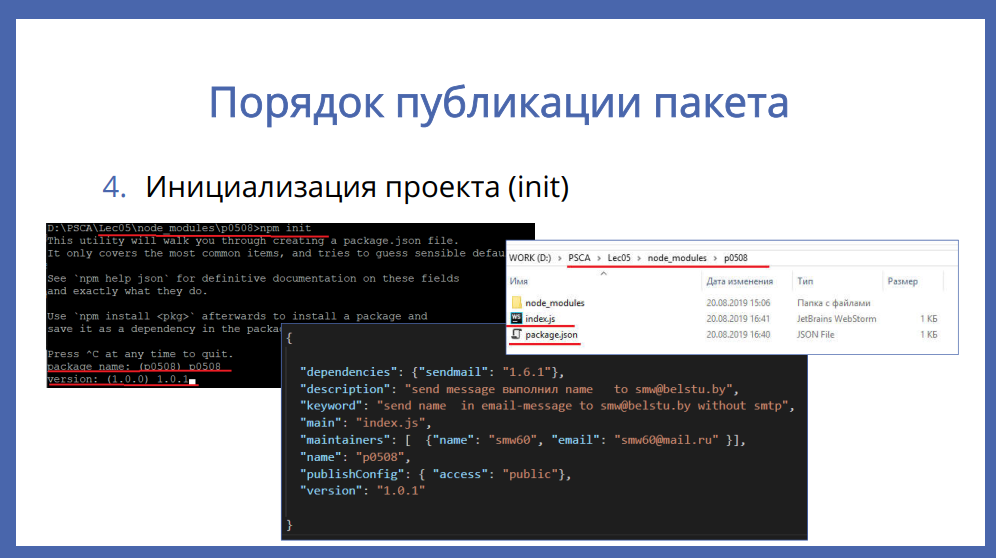 Порядок публикации пакета
4. Инициализация проекта (init)
D:\PSCA\Lec05\node_modules\p0508>npm init
This utility will walk you through creating a package.json file.
It only covers the most common items, and tries to guess sensible
See `npm help json` for definitive documentation on these fields
and exactly what they do.
Use `npm install <pkg>` afterwards to install a package and
save it as a dependency in the
Press ^C at any time to quit.
package name: (p0508) p0508
version: (1.0.0) 1.0.1
WORK (D:) › PSCA › Lec05 › node_modules › p0508
Имя Дата изменения Тип Размер
node_modules 20.08.2019 15:06 Папка с файлами
index.js 20.08.2019 16:41 JetBrains WebStorm 1 КБ
package.json 20.08.2019 16:40 JSON File 1 КБ
{
"dependencies": {"sendmail": "1.6.1"},
"description": "send message выполнил name to smw@belstu.by",
"keyword": "send name in email-message to smw@belstu.by without smtp",
"main": "index.js",
"maintainers": [ {"name": "smw60", "email": "smw60@mail.ru" }],
"name": "p0508",
"publishConfig": { "access": "public"},
"version": "1.0.1"
}